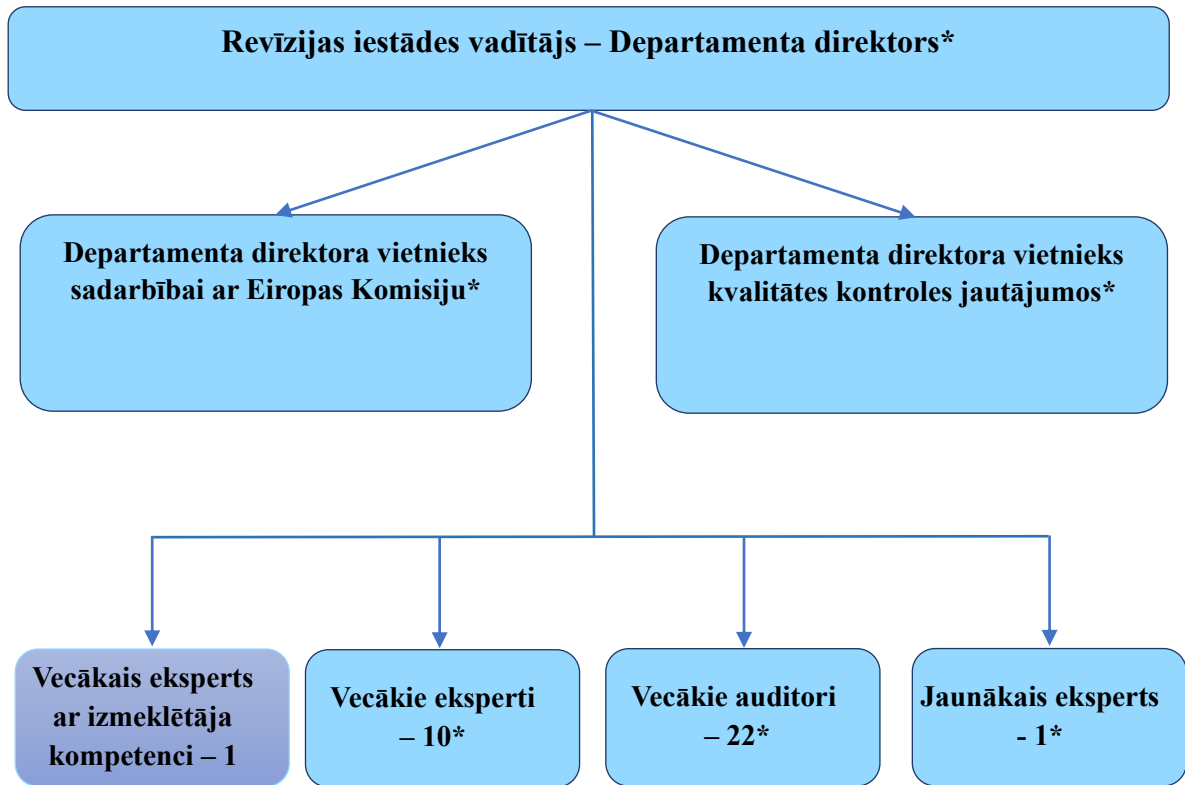 Revīzijas iestādes vadītājs – Departamenta direktors*
Departamenta direktora vietnieks
sadarbībai ar Eiropas Komisiju*
Departamenta direktora vietnieks
kvalitātes kontroles jautājumos*
Vecākais eksperts
ar izmeklētāja
kompetenci – 1
Vecākie eksperti
– 10*
Vecākie auditori
– 22*
Jaunākais eksperts
- 1*